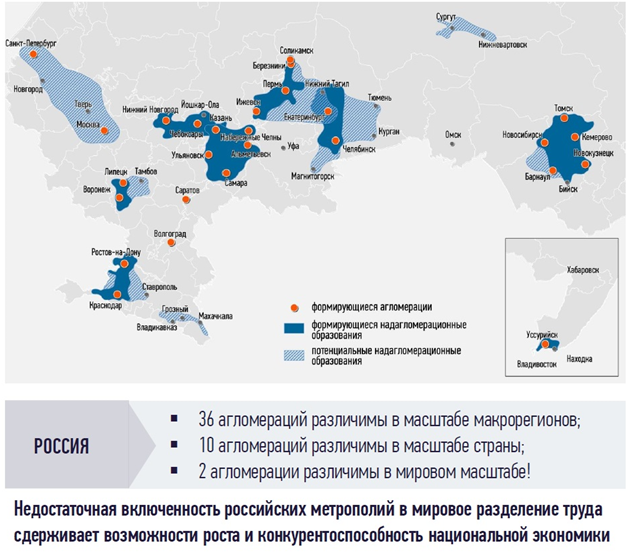 Санкт-Петербург
Новгород
Тверь
Москва
Сургут
Нижневартовск
Соликамск
Березники
Пермь
Нижний Тагил
Тюмень
Нижний Новгород
Йошкар-Ола
Казань
Ижевск
Екатеринбург
Чебоксары
Набережные Челны
Курган
Ульяновск
Альметьевск
Уфа
Челябинск
Омск
Самара
Магнитогорск
Томск
Новосибирск
Кемерово
Новокузнецк
Барнаул
Бийск
Липецк
Тамбов
Воронеж
Саратов
Волгоград
Ростов-на-Дону
Ставрополь
Краснодар
Грозный
Махачкала
Владикавказ
Хабаровск
Уссурийск
Владивосток
Находка
формирующиеся агломерации
формирующиеся надагломерационные
образования
потенциальные надагломерационные
образования
РОССИЯ
▪ 36 агломераций различимы в масштабе макрорегионов;
▪ 10 агломераций различимы в масштабе страны;
▪ 2 агломерации различимы в мировом масштабе!
Недостаточная включенность российских метрополий в мировое разделение труда
сдерживает возможности роста и конкурентоспособность национальной экономики